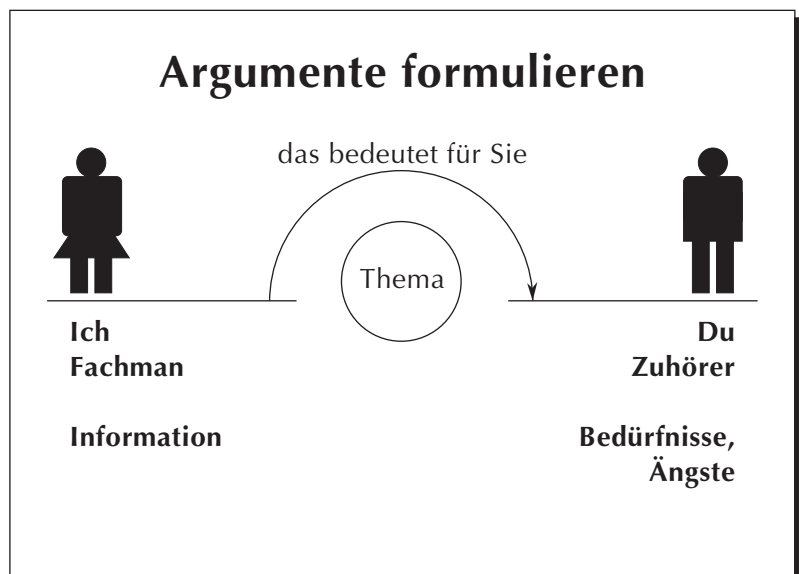 Argumente formulieren
das bedeutet für Sie
Thema
Ich
Fachman
Information
Du
Zuhörer
Bedürfnisse,
Ängste